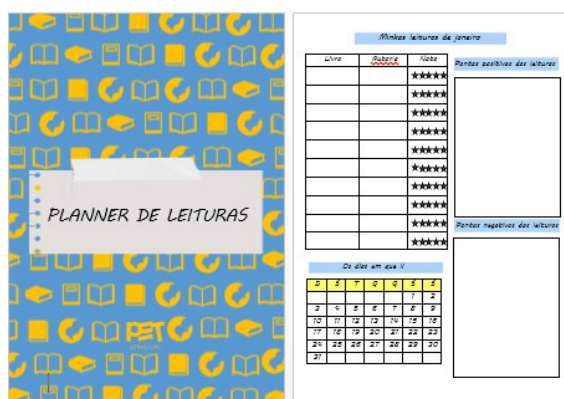 PLANNER DE LEITURAS
PET
Minhas leituras de janeiro
Livro Autoria Nota
Pontos positivos das leituras
Pontos negativos das leituras
Os dias em que li
D S T Q Q S S
1 2
3 4 5 6 7 8 9
10 11 12 13 14 15 16
17 18 19 20 21 22 23
24 25 26 27 28 29 30
31